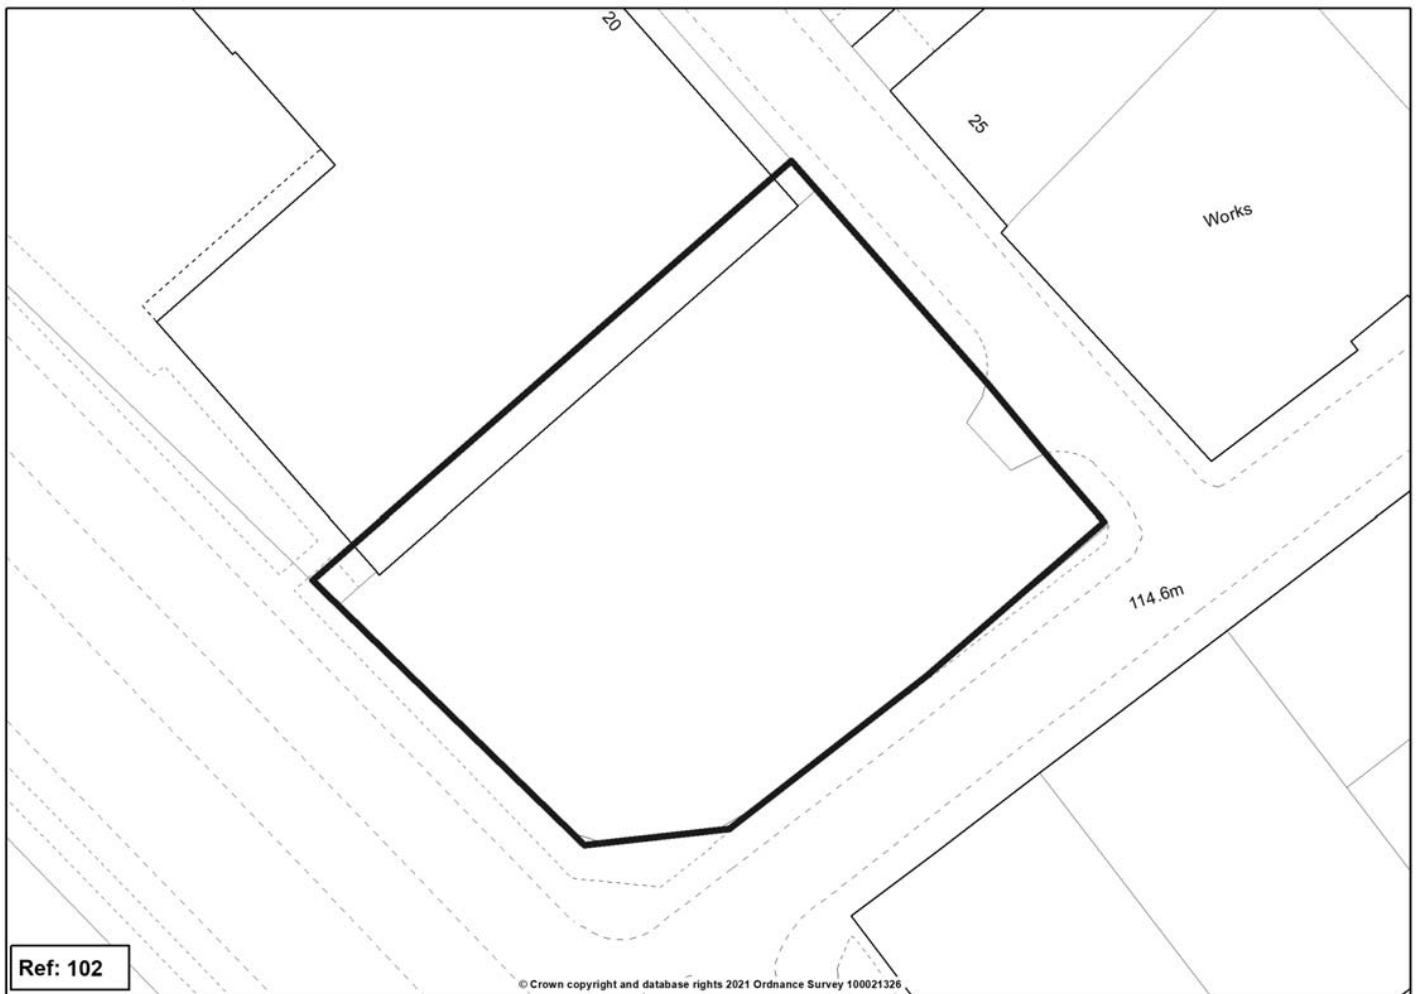 20
25
Works
114.6m
Ref: 102
© Crown copyright and database rights 2021 Ordnance Survey 100021326